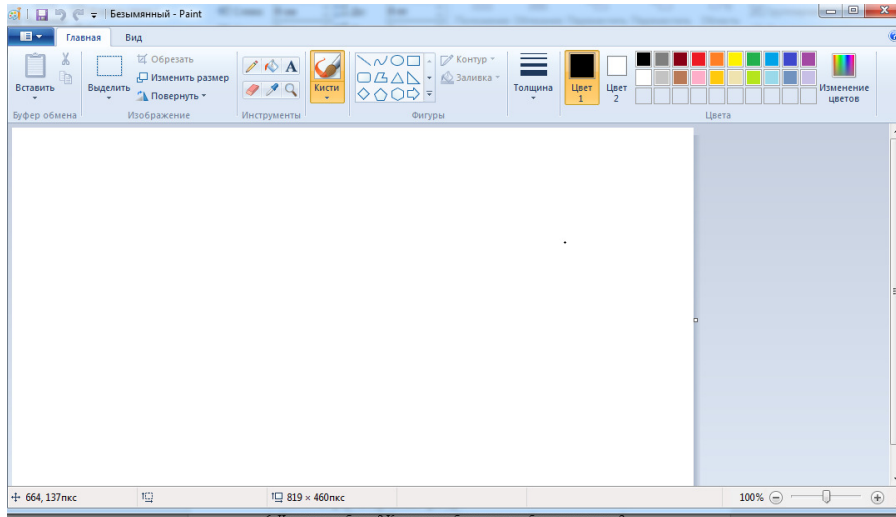 Безымянный - Paint
Главная Вид
Вставить
Буфер обмена
Выделить
Обрезать
Изменить размер
Повернуть
Изображение
A
Инструменты
Кисти
Контур
Заливка
Фигуры
Толщина
Цвет
1
Цвет
2
Изменение
цветов
Цвета
664, 137пкс
819 × 460пкс
100%